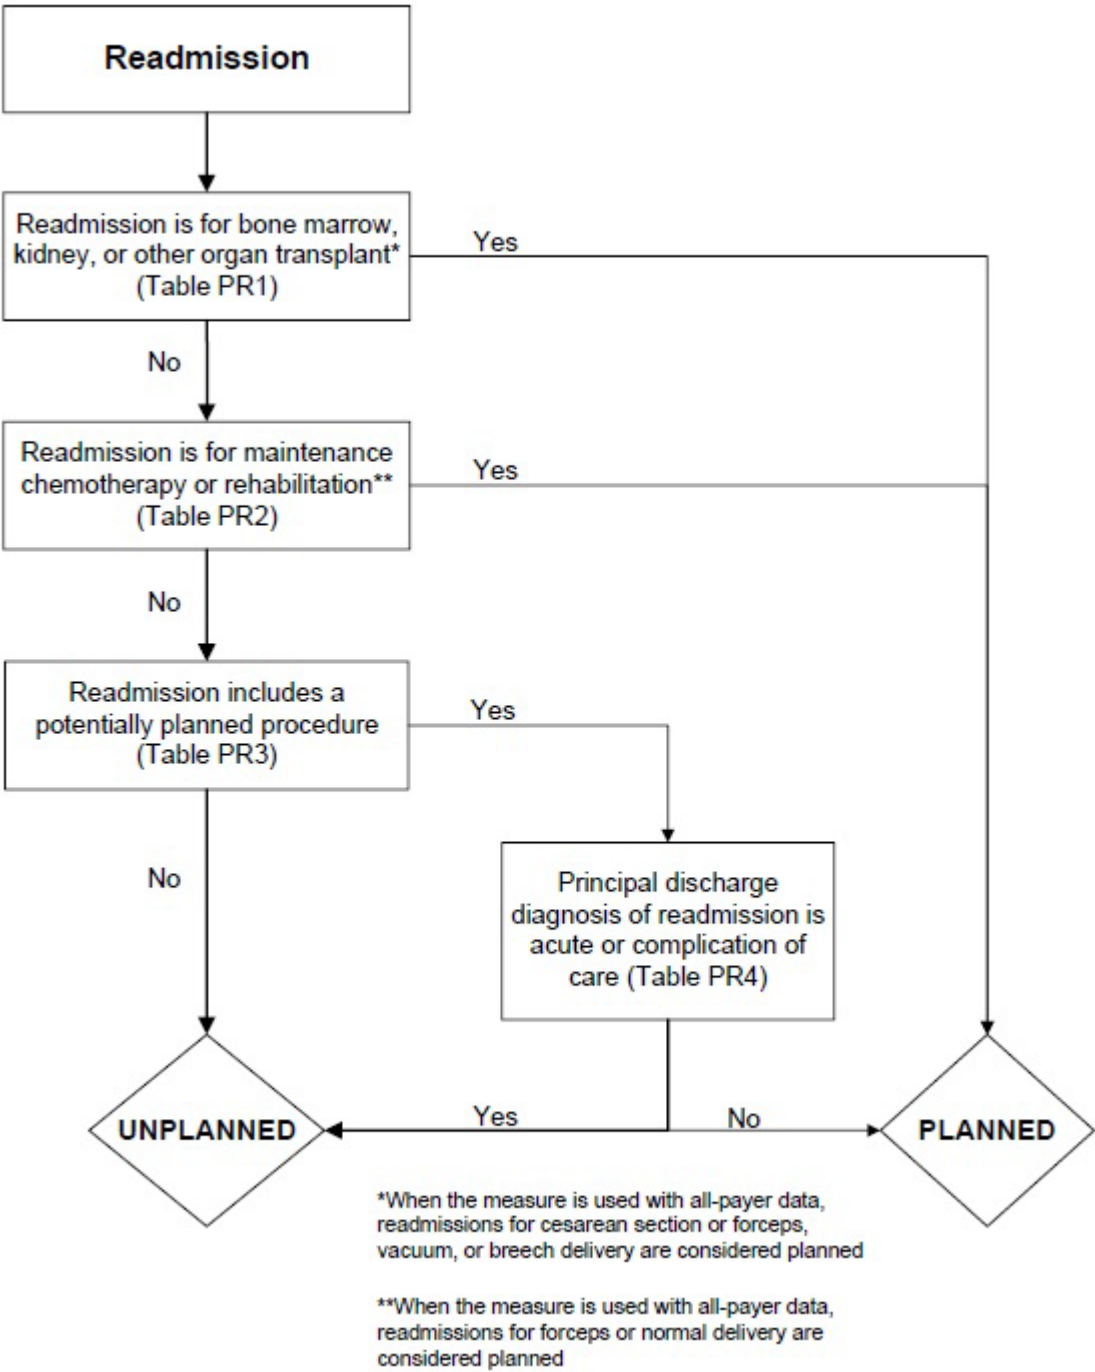 Readmission
Readmission is for bone marrow,
kidney, or other organ transplant*
(Table PR1)
Yes
No
Readmission is for maintenance
chemotherapy or rehabilitation**
(Table PR2)
Yes
No
Readmission includes a
potentially planned procedure
(Table PR3)
Yes
No
Principal discharge
diagnosis of readmission is
acute or complication of
care (Table PR4)
UNPLANNED
Yes
No
PLANNED
*When the measure is used with all-payer data,
readmissions for cesarean section or forceps,
vacuum, or breech delivery are considered planned
**When the measure is used with all-payer data,
readmissions for forceps or normal delivery are
considered planned